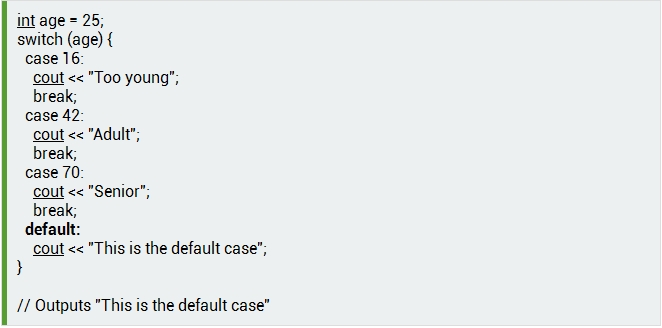 int age = 25;
switch (age) {
  case 16:
    cout << "Too young";
    break;
  case 42:
    cout << "Adult";
    break;
  case 70:
    cout << "Senior";
    break;
  default:
    cout << "This is the default case";
}

// Outputs "This is the default case"